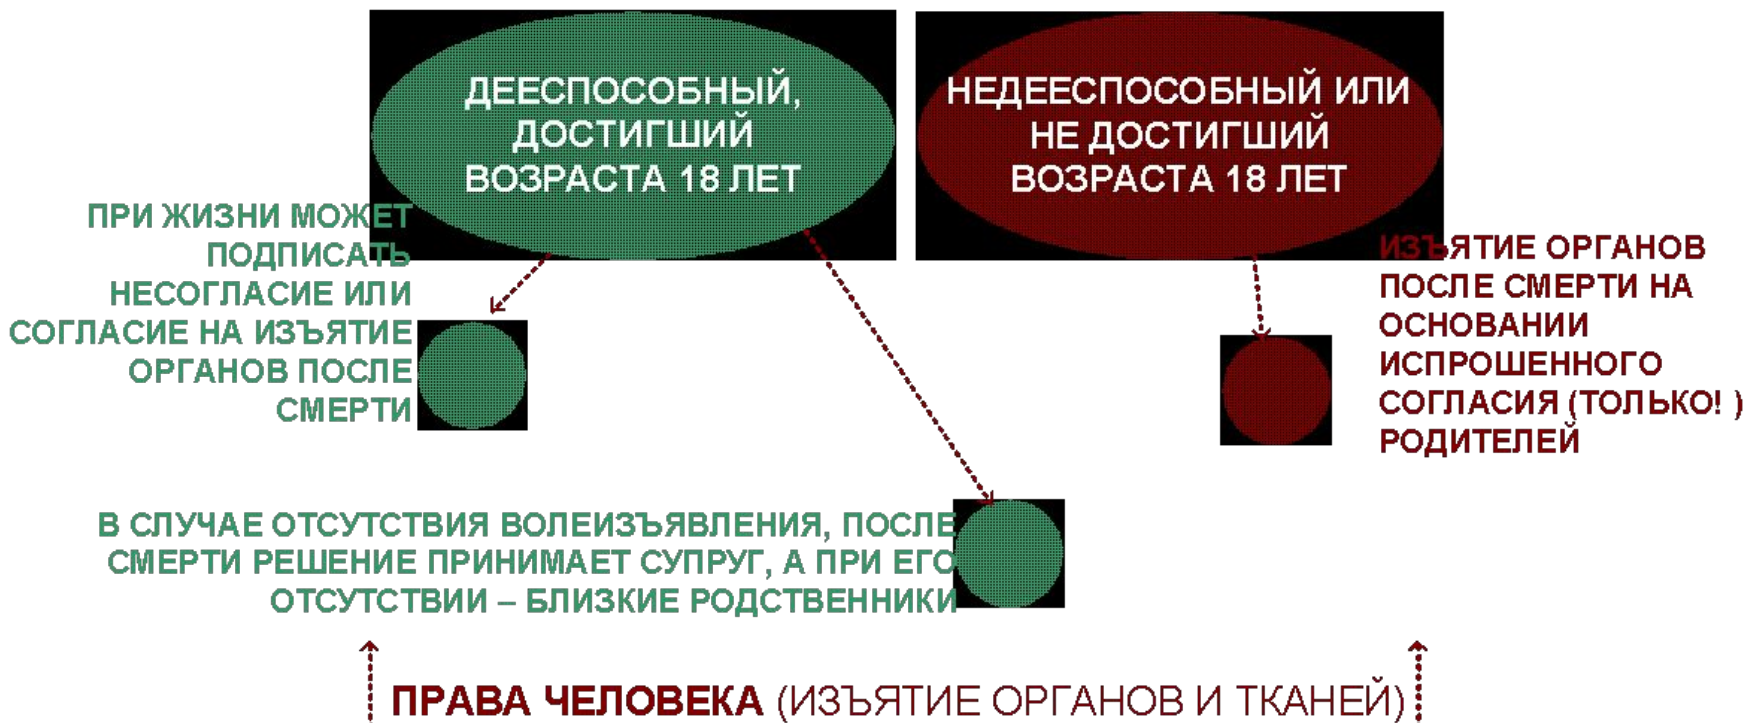 ДЕЕСПОСОБНЫЙ,
ДОСТИГШИЙ
ВОЗРАСТА 18 ЛЕТ
НЕДЕЕСПОСОБНЫЙ ИЛИ
НЕ ДОСТИГШИЙ
ВОЗРАСТА 18 ЛЕТ
ПРИ ЖИЗНИ МОЖЕТ
ПОДПИСАТЬ
НЕСОГЛАСИЕ ИЛИ
СОГЛАСИЕ НА ИЗЪЯТИЕ
ОРГАНОВ ПОСЛЕ
СМЕРТИ
ИЗЪЯТИЕ ОРГАНОВ
ПОСЛЕ СМЕРТИ НА
ОСНОВАНИИ
ИСПРОШЕННОГО
СОГЛАСИЯ (ТОЛЬКО! )
РОДИТЕЛЕЙ
В СЛУЧАЕ ОТСУТСТВИЯ ВОЛЕИЗЪЯВЛЕНИЯ, ПОСЛЕ
СМЕРТИ РЕШЕНИЕ ПРИНИМАЕТ СУПРУГ, А ПРИ ЕГО
ОТСУТСТВИИ – БЛИЗКИЕ РОДСТВЕННИКИ
ПРАВА ЧЕЛОВЕКА (ИЗЪЯТИЕ ОРГАНОВ И ТКАНЕЙ)